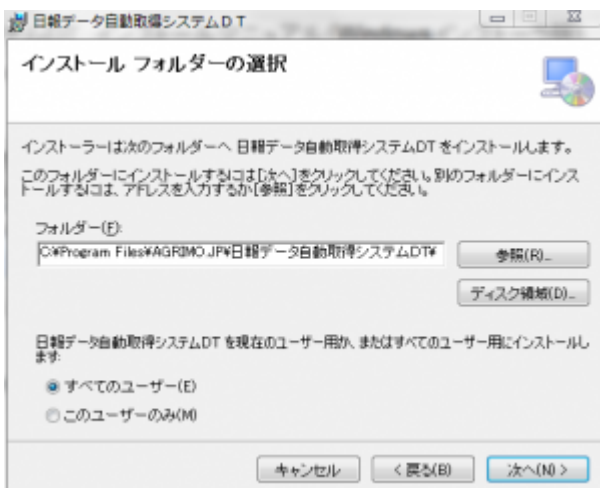 日報データ自動取得システムDT
インストール フォルダーの選択
インストーラーは次のフォルダーへ 日報データ自動取得システムDT をインストールします。
このフォルダーにインストールするには[次へ]をクリックしてください。別のフォルダーにインス
トールするには、アドレスを入力するか[参照]をクリックしてください。
フォルダー(F):
C:¥Program Files¥AGRIMO.JP¥日報データ自動取得システムDT¥
参照(R)...
ディスク領域(D)...
日報データ自動取得システムDT を現在のユーザー用か、またはすべてのユーザー用にインストールし
ます:
すべてのユーザー(E)
このユーザーのみ(M)
キャンセル
< 戻る(B)
次へ(N) >